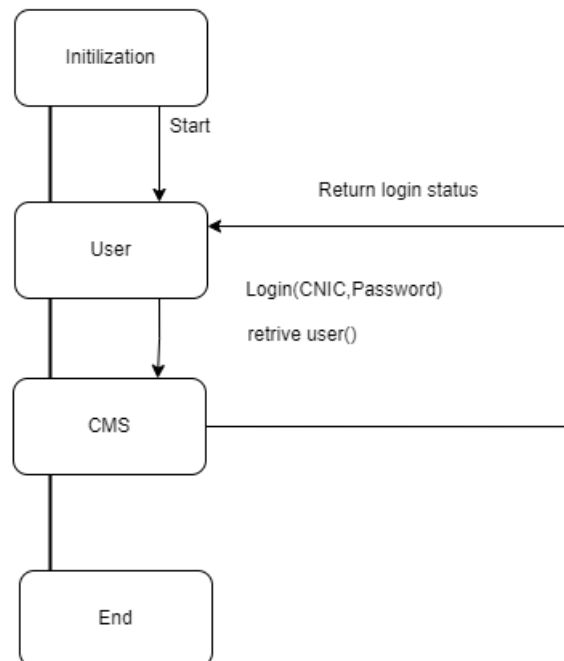 Initilization
Start
Return login status
User
Login(CNIC,Password)
retrive user()
CMS
End